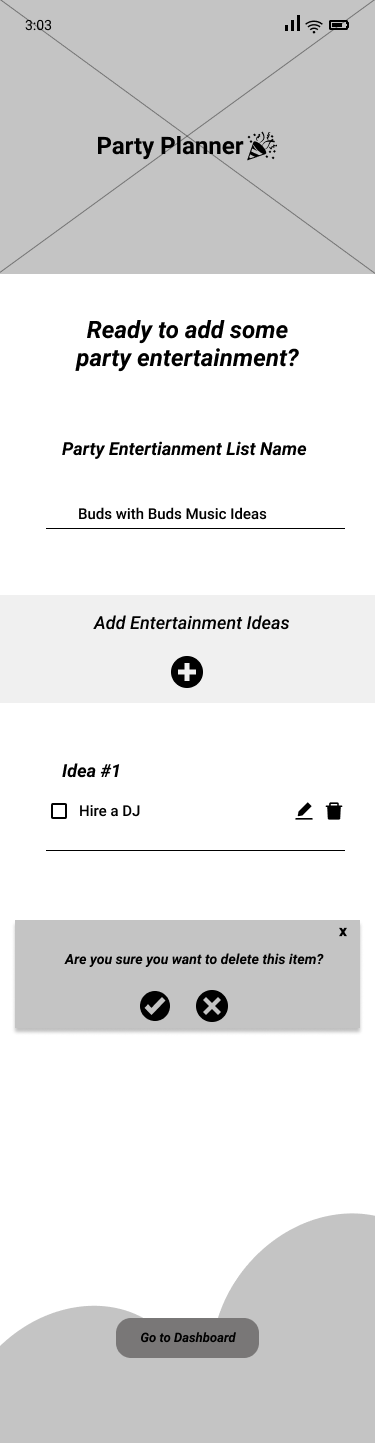 3:03
Party Planner
Ready to add some
party entertainment?
Party Entertianment List Name
Buds with Buds Music Ideas
Add Entertainment Ideas
Idea #1
Hire a DJ
x
Are you sure you want to delete this item?
Go to Dashboard